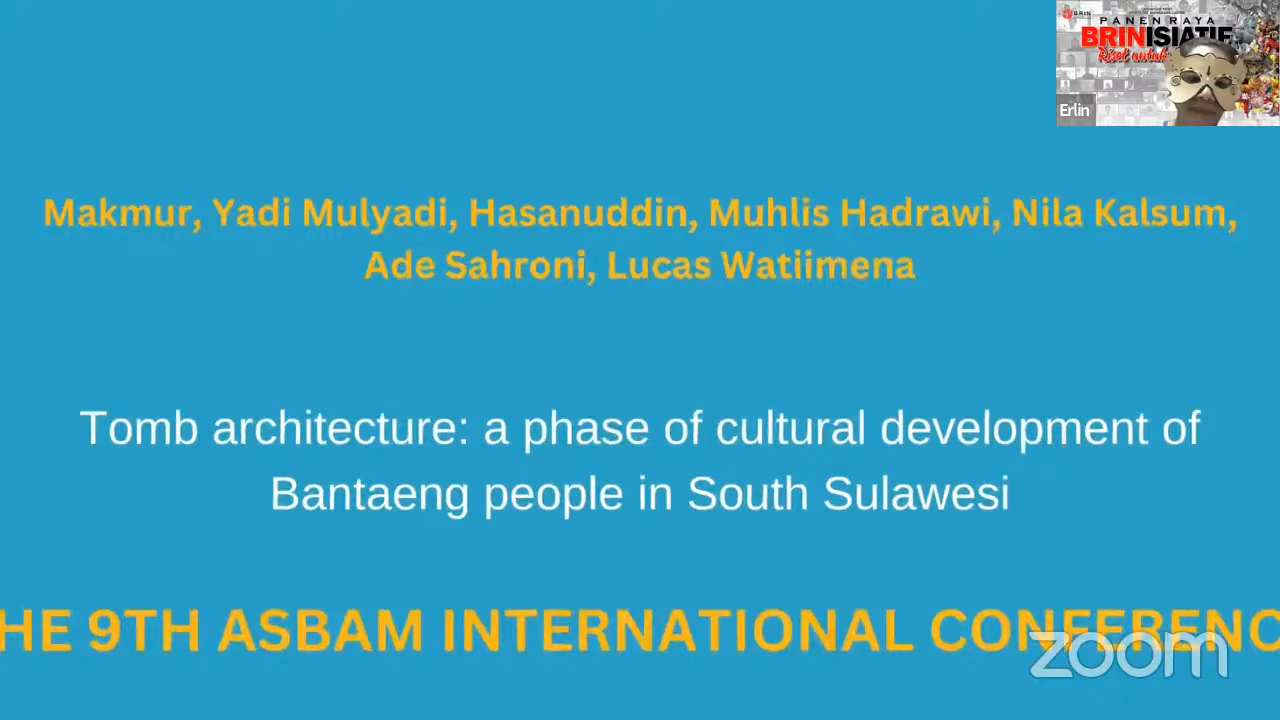 BRIN
PANEN RAYA
BRINISIATIF
Riset untuk
Erlin
Makmur, Yadi Mulyadi, Hasanuddin, Muhlis Hadrawi, Nila Kalsum,
Ade Sahroni, Lucas Watiimena
Tomb architecture: a phase of cultural development of
Bantaeng people in South Sulawesi
HE 9TH ASBAM INTERNATIONAL CONFERENC
zoom